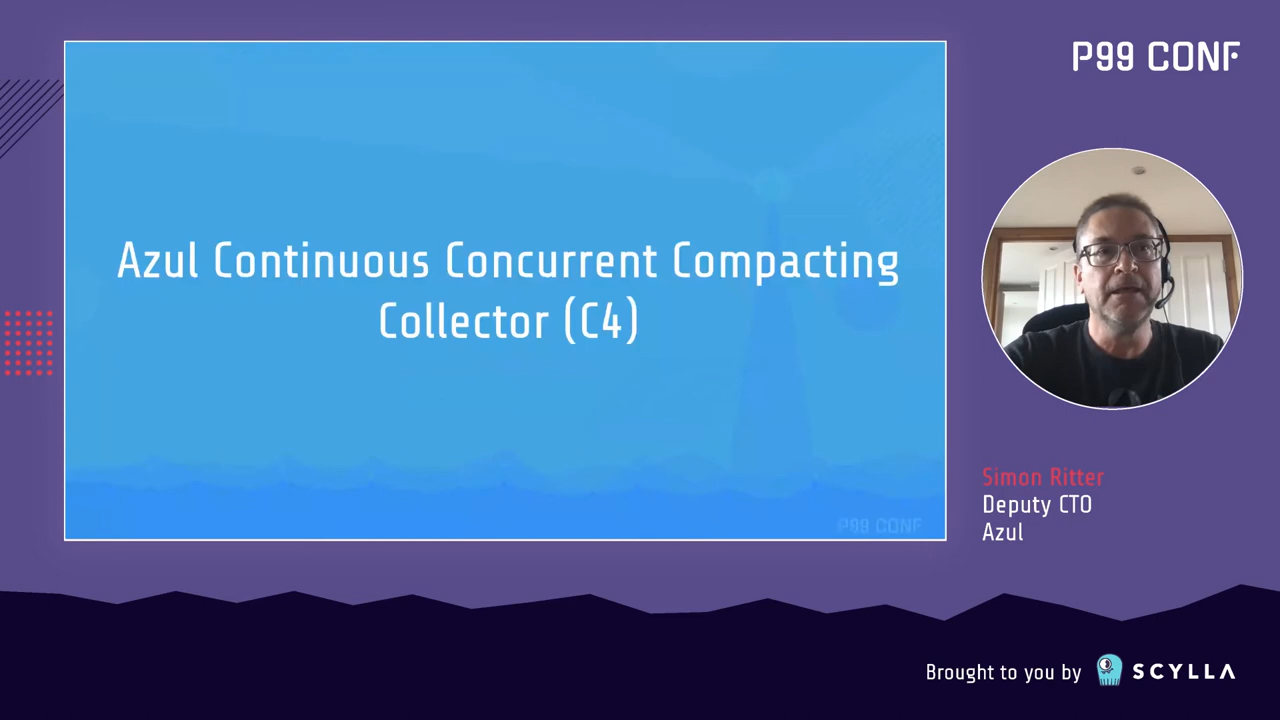 P99 CONF
Azul Continuous Concurrent Compacting
Collector (C4)
P99 CONF
Simon Ritter
Deputy CTO
Azul
Brought to you by SCYLLA